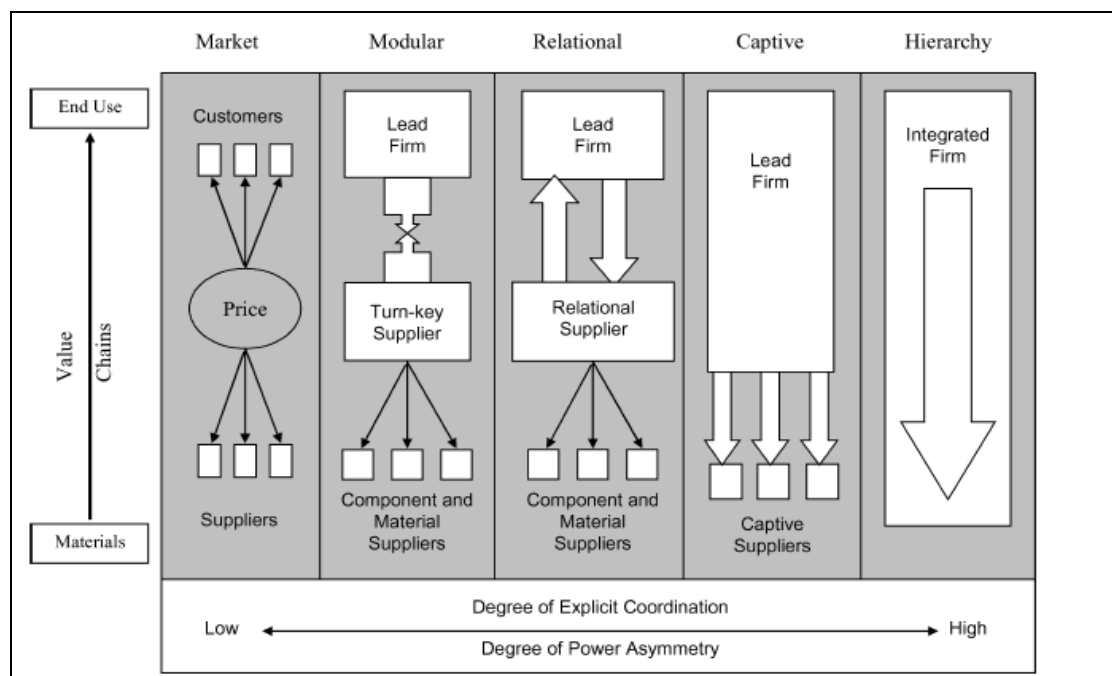 Market
Modular
Relational
Captive
Hierarchy
End Use
Value
Chains
Materials
Customers
Price
Suppliers
Lead
Firm
Turn-key
Supplier
Component and
Material
Suppliers
Lead
Firm
Relational
Supplier
Component and
Material
Suppliers
Lead
Firm
Captive
Suppliers
Integrated
Firm
Degree of Explicit Coordination
Low
High
Degree of Power Asymmetry